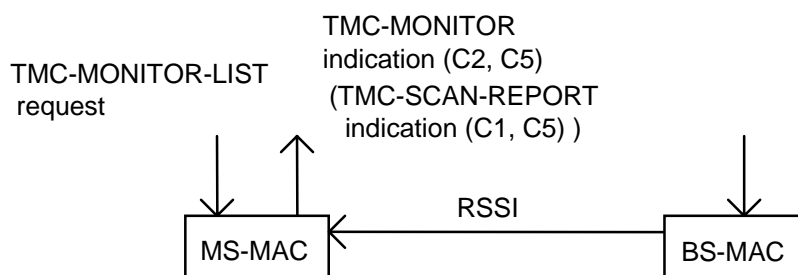 TMC-MONITOR-LIST
request
TMC-MONITOR
indication (C2, C5)
(TMC-SCAN-REPORT
indication (C1, C5) )
RSSI
MS-MAC
BS-MAC